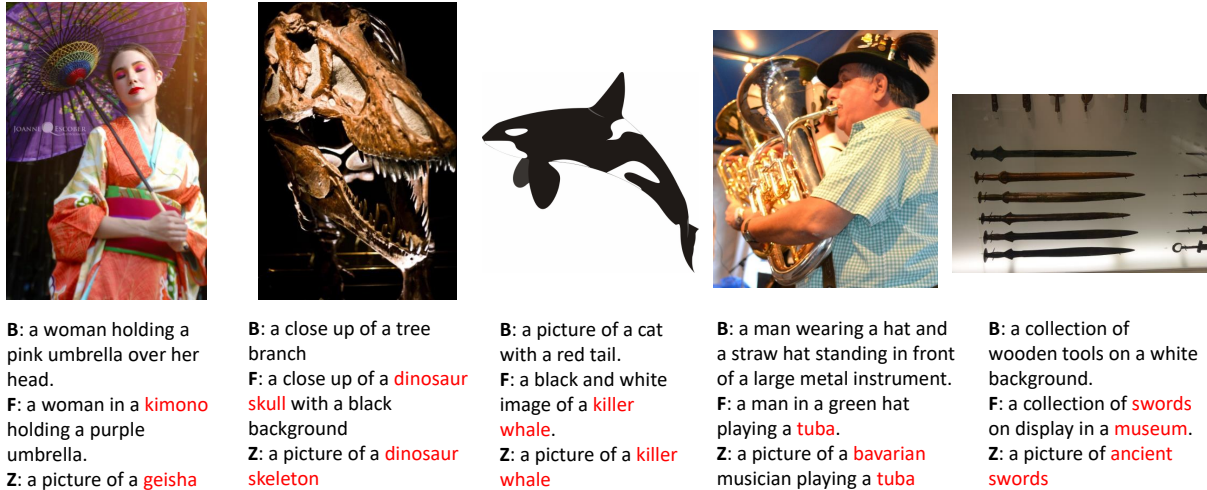 JOANNE ESCOBER
B: a woman holding a
pink umbrella over her
head.
F: a woman in a kimono
holding a purple
umbrella.
Z: a picture of a geisha
B: a close up of a tree
branch
F: a close up of a dinosaur
skull with a black
background
Z: a picture of a dinosaur
skeleton
B: a picture of a cat
with a red tail.
F: a black and white
image of a killer
whale.
Z: a picture of a killer
whale
B: a man wearing a hat and
a straw hat standing in front
of a large metal instrument.
F: a man in a green hat
playing a tuba.
Z: a picture of a bavarian
musician playing a tuba
B: a collection of
wooden tools on a white
background.
F: a collection of swords
on display in a museum.
Z: a picture of ancient
swords